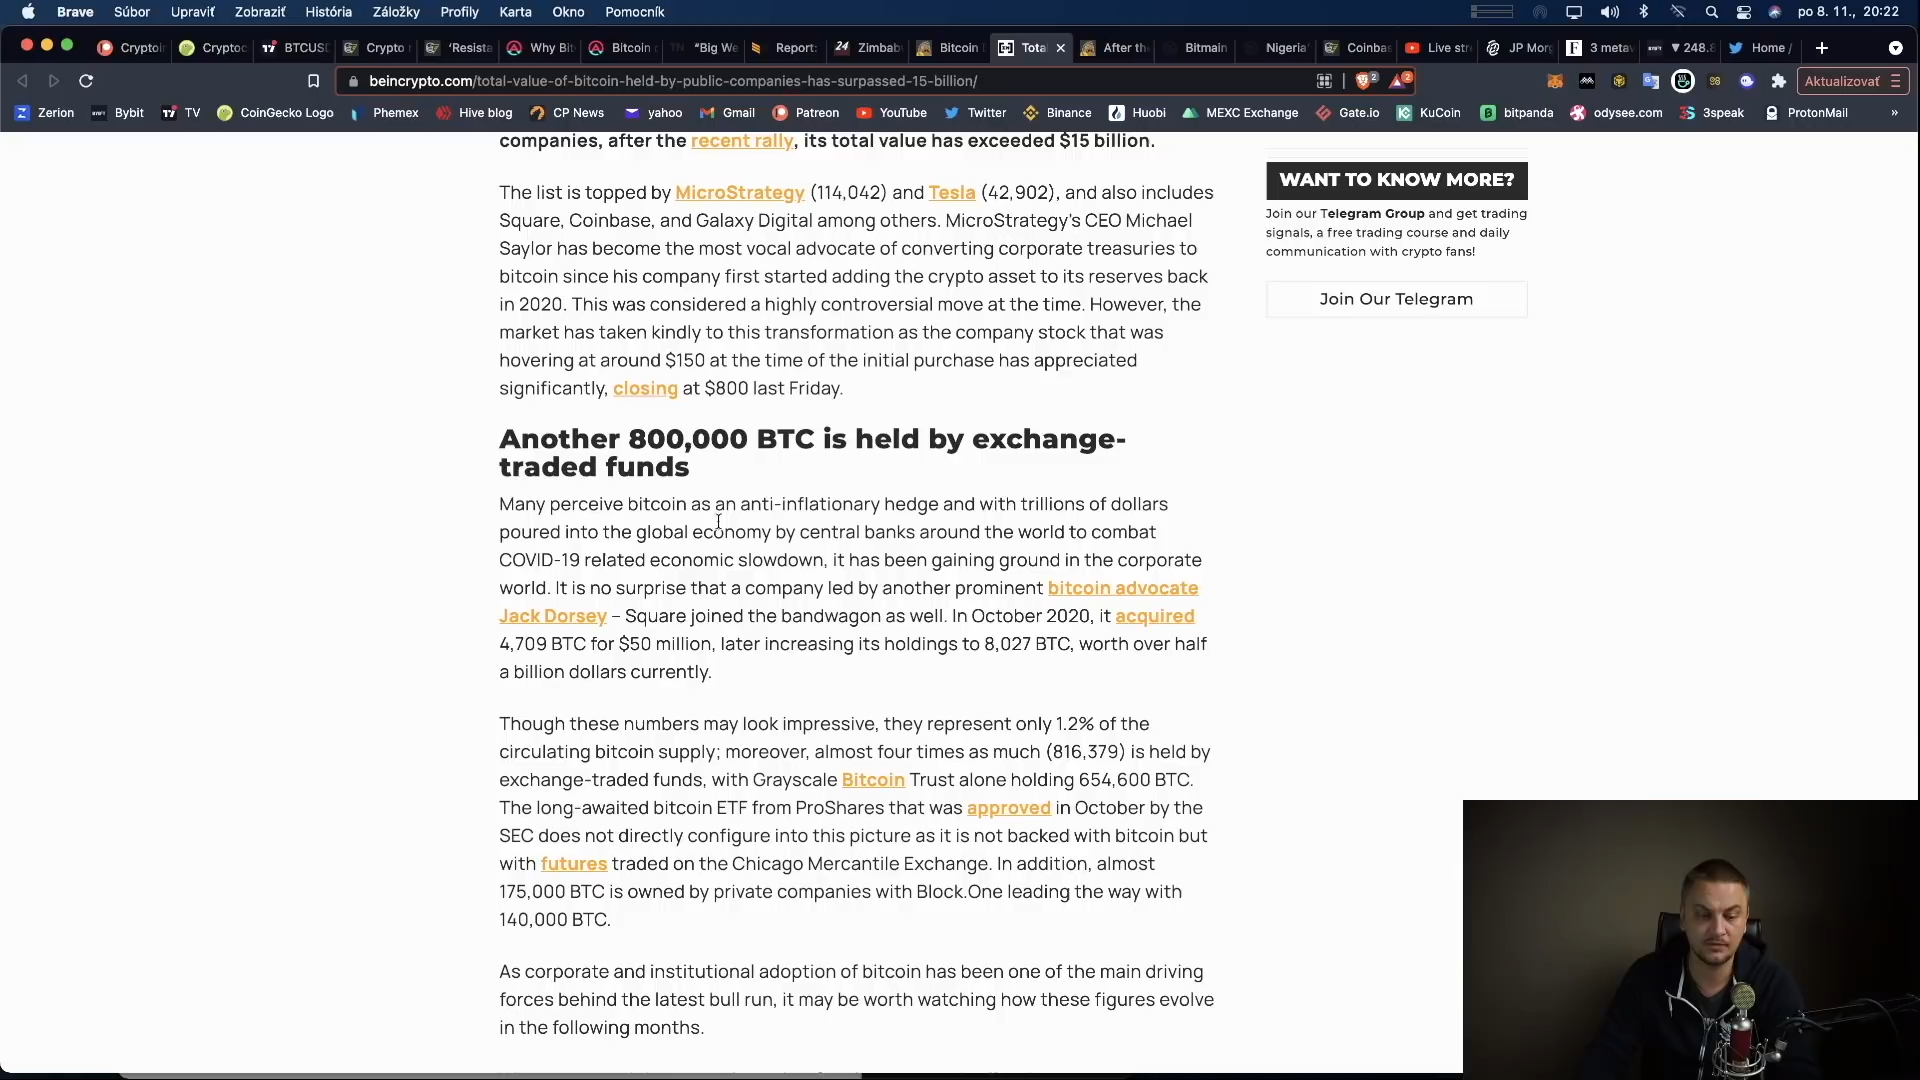 Brave Súbor Upraviť Zobraziť História Záložky Profily Karta Okno Pomocník po 8. 11., 20:22
Cryptoc BTCUS Crypto r 'Resista Why Bit Bitcoin "Big We Report: 24 Zimbab Bitcoin Total After the Bitmain Nigeria' Coinba Live str JP Mor 3 metav 248.8 Home /
beincrypto.com/total-value-of-bitcoin-held-by-public-companies-has-surpassed-15-billion/ 2 2 Aktualizovať
Zerion Bybit TV CoinGecko Logo Phemex Hive blog CP News yahoo Gmail Patreon YouTube Twitter Binance Huobi MEXC Exchange Gate.io KuCoin bitpanda odysee.com 3speak ProtonMail »
companies, after the recent rally, its total value has exceeded $15 billion.
The list is topped by MicroStrategy (114,042) and Tesla (42,902), and also includes
Square, Coinbase, and Galaxy Digital among others. MicroStrategy's CEO Michael
Saylor has become the most vocal advocate of converting corporate treasuries to
bitcoin since his company first started adding the crypto asset to its reserves back
in 2020. This was considered a highly controversial move at the time. However, the
market has taken kindly to this transformation as the company stock that was
hovering at around $150 at the time of the initial purchase has appreciated
significantly, closing at $800 last Friday.
Another 800,000 BTC is held by exchange-
traded funds
Many perceive bitcoin as an anti-inflationary hedge and with trillions of dollars
poured into the global economy by central banks around the world to combat
COVID-19 related economic slowdown, it has been gaining ground in the corporate
world. It is no surprise that a company led by another prominent bitcoin advocate
Jack Dorsey – Square joined the bandwagon as well. In October 2020, it acquired
4,709 BTC for $50 million, later increasing its holdings to 8,027 BTC, worth over half
a billion dollars currently.
Though these numbers may look impressive, they represent only 1.2% of the
circulating bitcoin supply; moreover, almost four times as much (816,379) is held by
exchange-traded funds, with Grayscale Bitcoin Trust alone holding 654,600 BTC.
The long-awaited bitcoin ETF from ProShares that was approved in October by the
SEC does not directly configure into this picture as it is not backed with bitcoin but
with futures traded on the Chicago Mercantile Exchange. In addition, almost
175,000 BTC is owned by private companies with Block.One leading the way with
140,000 BTC.
As corporate and institutional adoption of bitcoin has been one of the main driving
forces behind the latest bull run, it may be worth watching how these figures evolve
in the following months.
WANT TO KNOW MORE?
Join our Telegram Group and get trading
signals, a free trading course and daily
communication with crypto fans!
Join Our Telegram